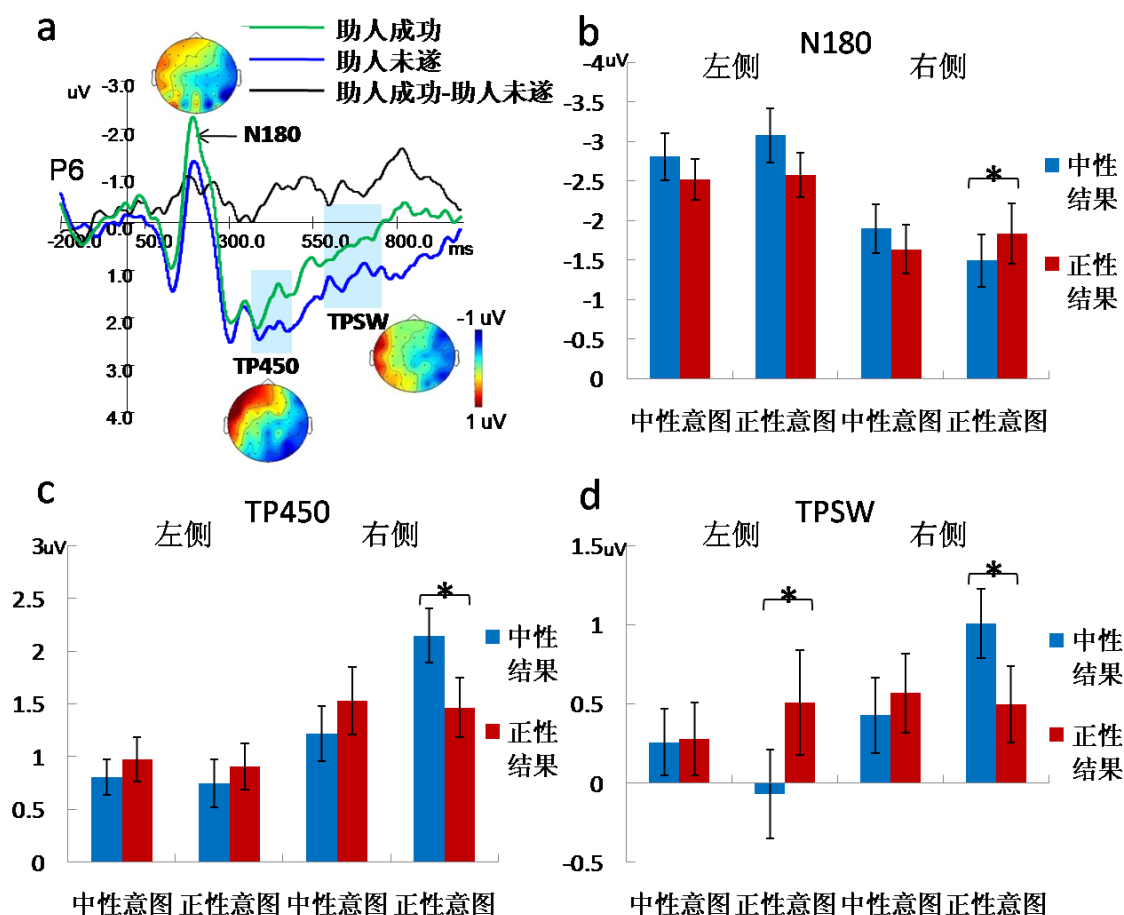 a
助人成功
助人未遂
助人成功-助人未遂
uV
-3.0
-2.0
-1.0
0.0
1.0
2.0
3.0
4.0
N180
P6
-200.0 50.0 300.0 550.0 800.0
ms
TP450
TPSW
-1 uV
1 uV
b
N180
左侧 右侧
-4uV
-3
-2.5
-2
-1.5
-1
-0.5
0
*
中性
结果
正性
结果
中性意图 正性意图 中性意图 正性意图
c
TP450
左侧 右侧
3uV
2.5
2
1.5
1
0.5
0
*
中性
结果
正性
结果
中性意图 正性意图 中性意图 正性意图
d
TPSW
左侧 右侧
1.5uV
1
0.5
0
-0.5
*
*
中性
结果
正性
结果
中性意图 正性意图 中性意图 正性意图